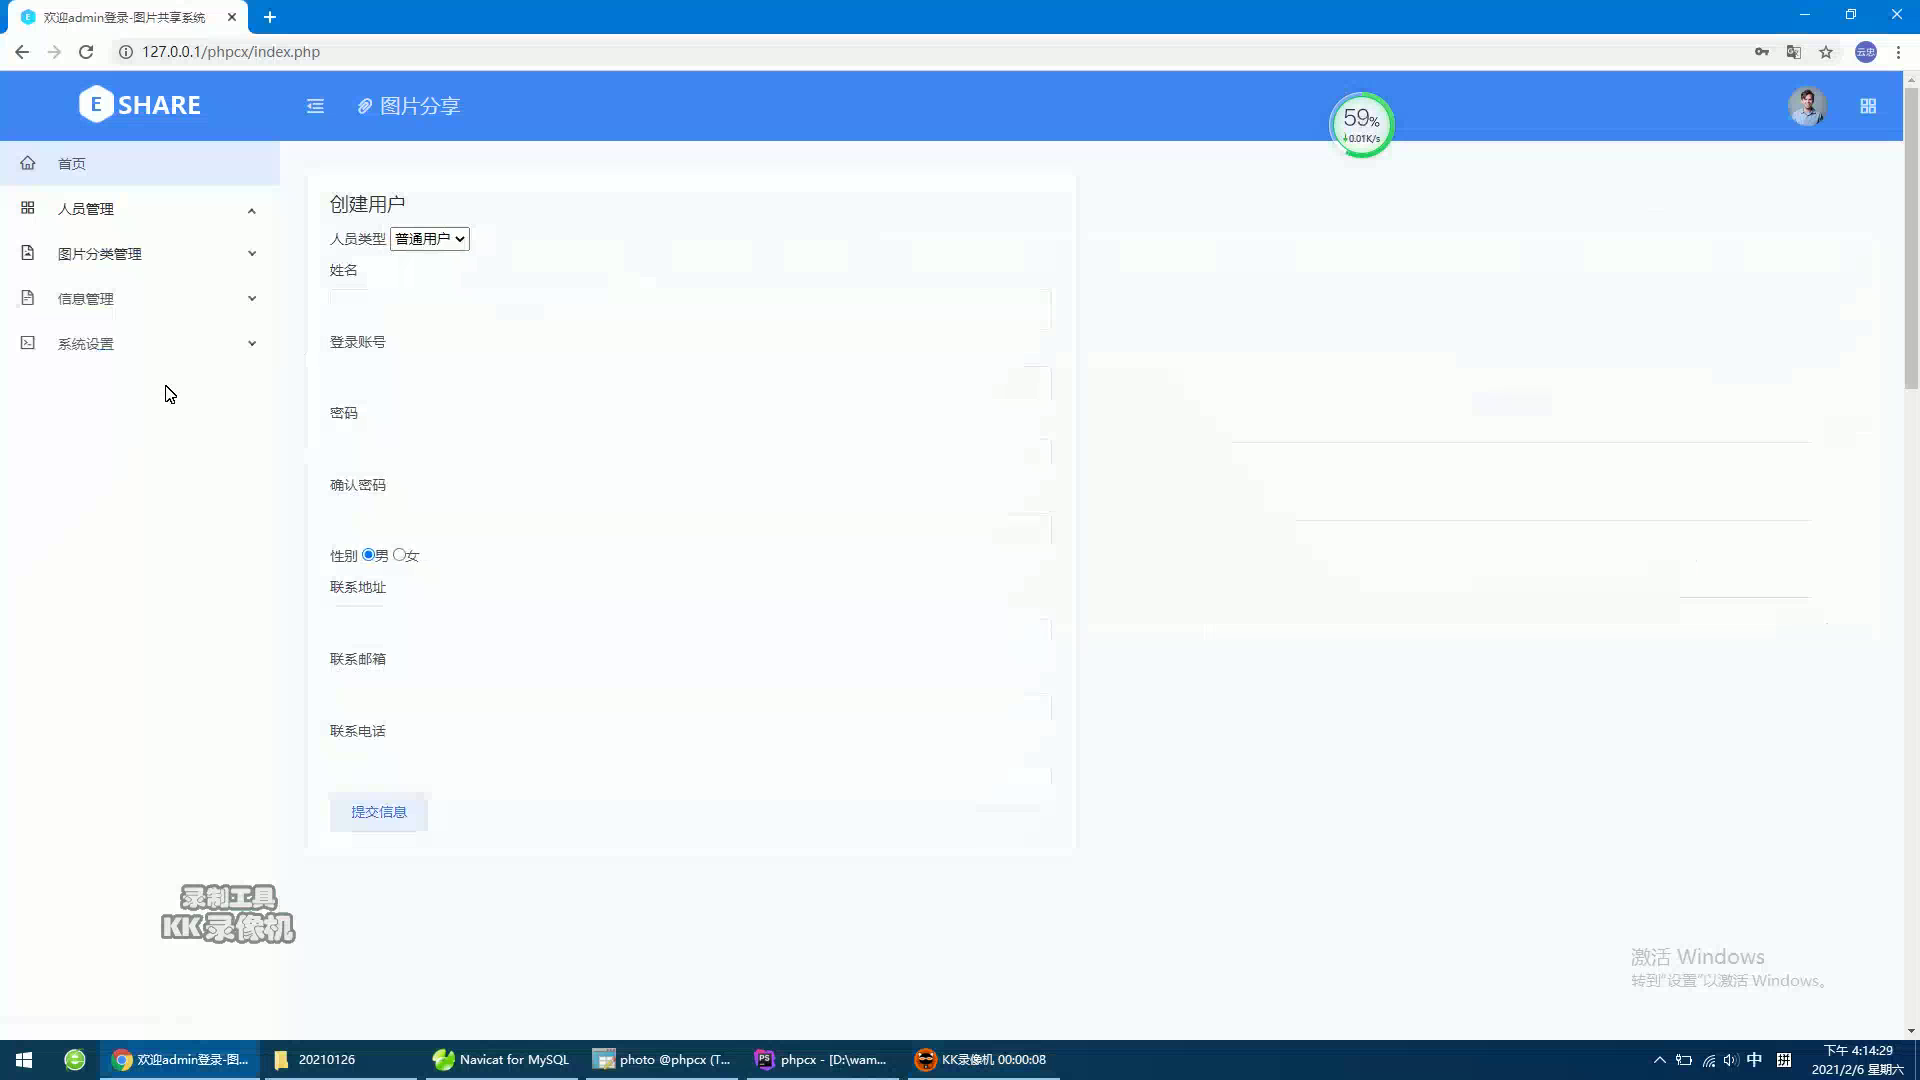 欢迎admin登录-图片共享系统
127.0.0.1/phpcx/index.php
云忠
E SHARE
图片分享
59%
↓0.01K/s
首页
人员管理
图片分类管理
信息管理
系统设置
创建用户
人员类型 普通用户
姓名
登录账号
密码
确认密码
性别 男 女
联系地址
联系邮箱
联系电话
提交信息
录制工具
KK录像机
激活 Windows
转到"设置"以激活 Windows。
欢迎admin登录-图...
20210126
Navicat for MySQL
photo @phpcx (T...
phpcx - [D:\wam...
KK录像机 00:00:08
中
拼
下午 4:14:29
2021/2/6 星期六